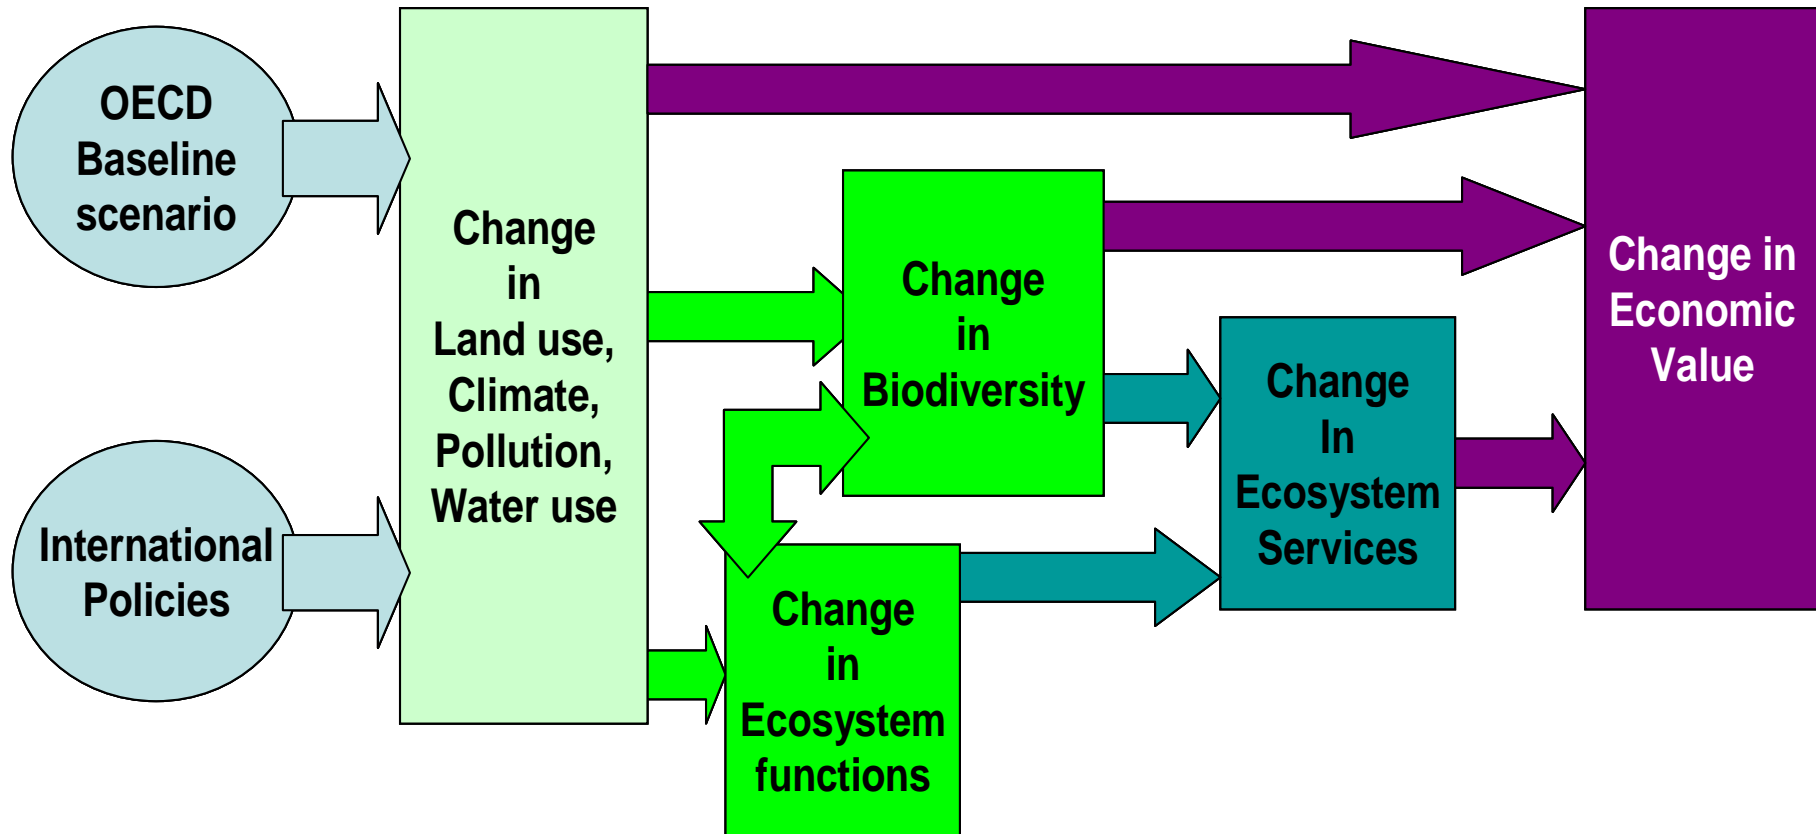 OECD
Baseline
scenario
International
Policies
Change
in
Land use,
Climate,
Pollution,
Water use
Change
in
Biodiversity
Change
in
Ecosystem
functions
Change
In
Ecosystem
Services
Change in
Economic
Value